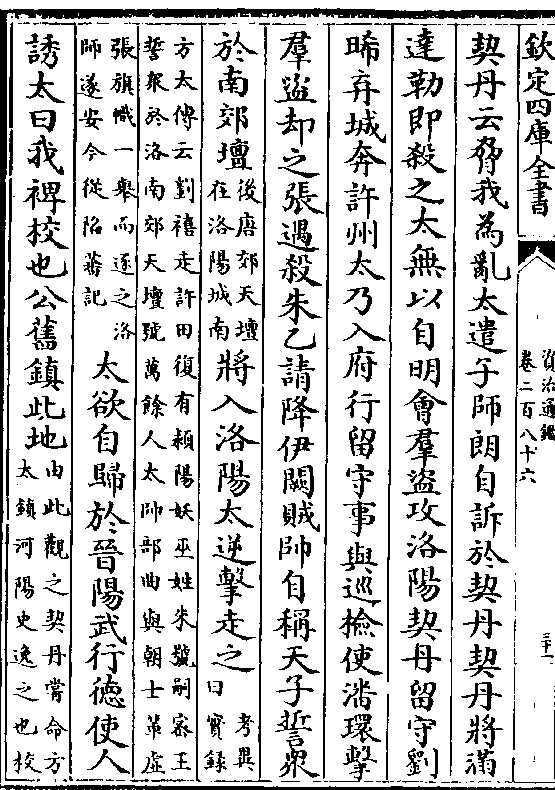 欽定四庫全書
資治通鑑
卷二百八十六
三十一
契丹云脅我為亂太遣子師朗自訴於契丹契丹將滿
達勒即殺之太無以自明會羣盜攻洛陽契丹留守劉
晞弃城奔許州太乃入府行留守事與巡檢使潘環擊
羣盜却之張遇殺朱乙請降伊闕賊帥自稱天子誓眾
於南郊壇後唐郊天壇在洛陽城南將入洛陽太逆擊走之考異曰實錄
方太傳云劉禧走許田復有潁陽妖巫姓朱號嗣密王
誓衆於洛南郊天壇號萬餘人太帥部曲與朝士輩虛
張旗幟一舉而逐之洛師遂安今從陷蕃記太欲自歸於晉陽武行德使人
誘太曰我裨校也公舊鎮此地由此觀之契丹嘗命方太鎮河陽史逸之也校